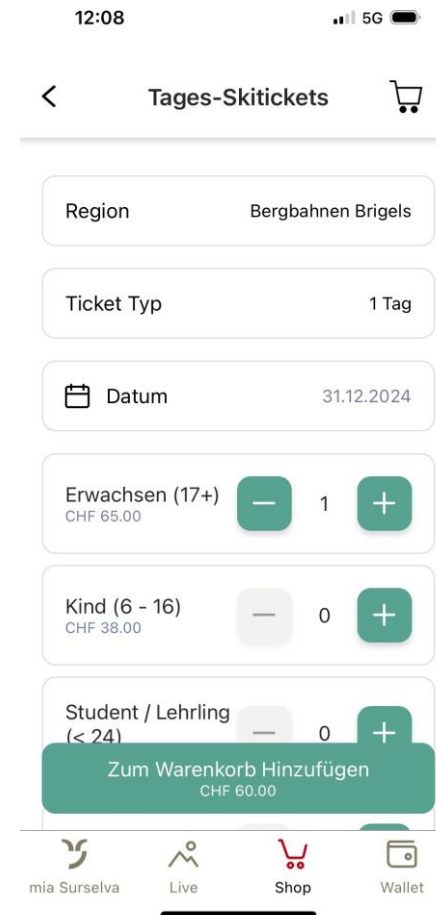 12:08 5G
Tages-Skitickets
Region Bergbahnen Brigels
Ticket Typ 1 Tag
Datum 31.12.2024
Erwachsen (17+) 1
CHF 65.00
Kind (6 - 16) 0
CHF 38.00
Student / Lehrling
(< 24) 0
Zum Warenkorb Hinzufügen
CHF 60.00
mia Surselva Live Shop Wallet